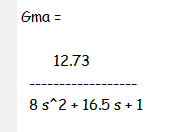 Gma =
12.73
------------------
8 s^2 + 16.5 s + 1